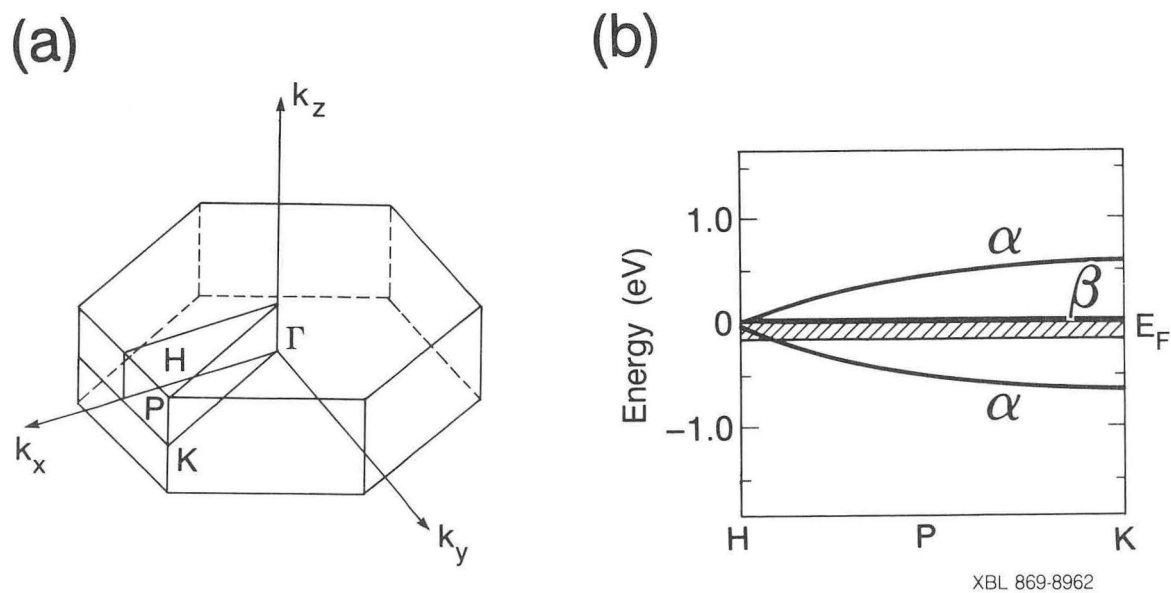 (a)
k_z
Γ
H
P
K
k_x
k_y
(b)
Energy (eV)
1.0
0
−1.0
α
β
E_F
α
H P K
XBL 869-8962